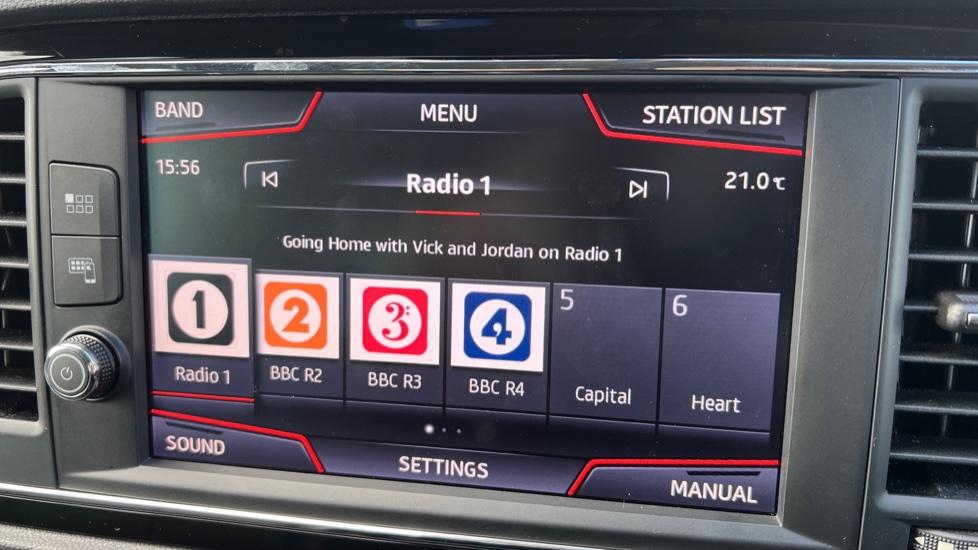 BAND
MENU
STATION LIST
15:56
Radio 1
21.0 °C
Going Home with Vick and Jordan on Radio 1
1
2
3
4
5
6
Radio 1
BBC R2
BBC R3
BBC R4
Capital
Heart
SOUND
SETTINGS
MANUAL